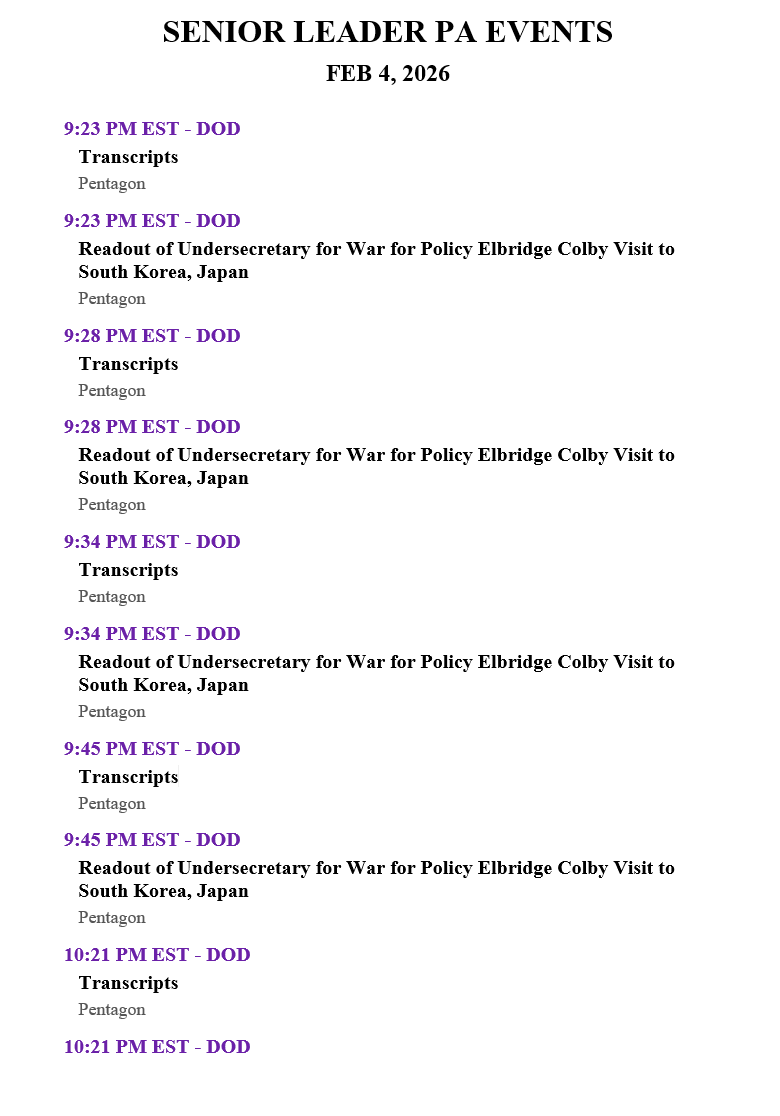 SENIOR LEADER PA EVENTS
FEB 4, 2026
9:23 PM EST - DOD
Transcripts
Pentagon
9:23 PM EST - DOD
Readout of Undersecretary for War for Policy Elbridge Colby Visit to
South Korea, Japan
Pentagon
9:28 PM EST - DOD
Transcripts
Pentagon
9:28 PM EST - DOD
Readout of Undersecretary for War for Policy Elbridge Colby Visit to
South Korea, Japan
Pentagon
9:34 PM EST - DOD
Transcripts
Pentagon
9:34 PM EST - DOD
Readout of Undersecretary for War for Policy Elbridge Colby Visit to
South Korea, Japan
Pentagon
9:45 PM EST - DOD
Transcripts
Pentagon
9:45 PM EST - DOD
Readout of Undersecretary for War for Policy Elbridge Colby Visit to
South Korea, Japan
Pentagon
10:21 PM EST - DOD
Transcripts
Pentagon
10:21 PM EST - DOD